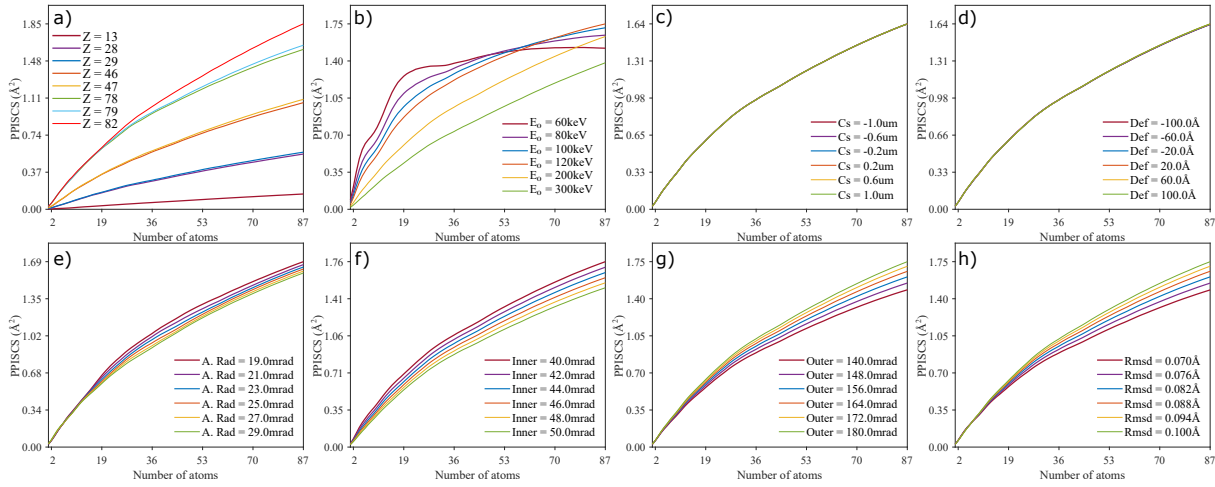 a)
PPISCS (Å²)
1.85
1.48
1.11
0.74
0.37
0.00
Z = 13
Z = 28
Z = 29
Z = 46
Z = 47
Z = 78
Z = 79
Z = 82
2 19 36 53 70 87
Number of atoms
b)
PPISCS (Å²)
1.75
1.40
1.05
0.70
0.35
0.00
E₀ = 60keV
E₀ = 80keV
E₀ = 100keV
E₀ = 120keV
E₀ = 200keV
E₀ = 300keV
2 19 36 53 70 87
Number of atoms
c)
PPISCS (Å²)
1.64
1.31
0.98
0.66
0.33
0.00
Cs = -1.0um
Cs = -0.6um
Cs = -0.2um
Cs = 0.2um
Cs = 0.6um
Cs = 1.0um
2 19 36 53 70 87
Number of atoms
d)
PPISCS (Å²)
1.64
1.31
0.98
0.66
0.33
0.00
Def = -100.0Å
Def = -60.0Å
Def = -20.0Å
Def = 20.0Å
Def = 60.0Å
Def = 100.0Å
2 19 36 53 70 87
Number of atoms
e)
PPISCS (Å²)
1.69
1.35
1.02
0.68
0.34
0.00
A. Rad = 19.0mrad
A. Rad = 21.0mrad
A. Rad = 23.0mrad
A. Rad = 25.0mrad
A. Rad = 27.0mrad
A. Rad = 29.0mrad
2 19 36 53 70 87
Number of atoms
f)
PPISCS (Å²)
1.76
1.41
1.06
0.71
0.35
0.00
Inner = 40.0mrad
Inner = 42.0mrad
Inner = 44.0mrad
Inner = 46.0mrad
Inner = 48.0mrad
Inner = 50.0mrad
2 19 36 53 70 87
Number of atoms
g)
PPISCS (Å²)
1.75
1.40
1.05
0.70
0.35
0.00
Outer = 140.0mrad
Outer = 148.0mrad
Outer = 156.0mrad
Outer = 164.0mrad
Outer = 172.0mrad
Outer = 180.0mrad
2 19 36 53 70 87
Number of atoms
h)
PPISCS (Å²)
1.75
1.40
1.05
0.70
0.35
0.00
Rmsd = 0.070Å
Rmsd = 0.076Å
Rmsd = 0.082Å
Rmsd = 0.088Å
Rmsd = 0.094Å
Rmsd = 0.100Å
2 19 36 53 70 87
Number of atoms